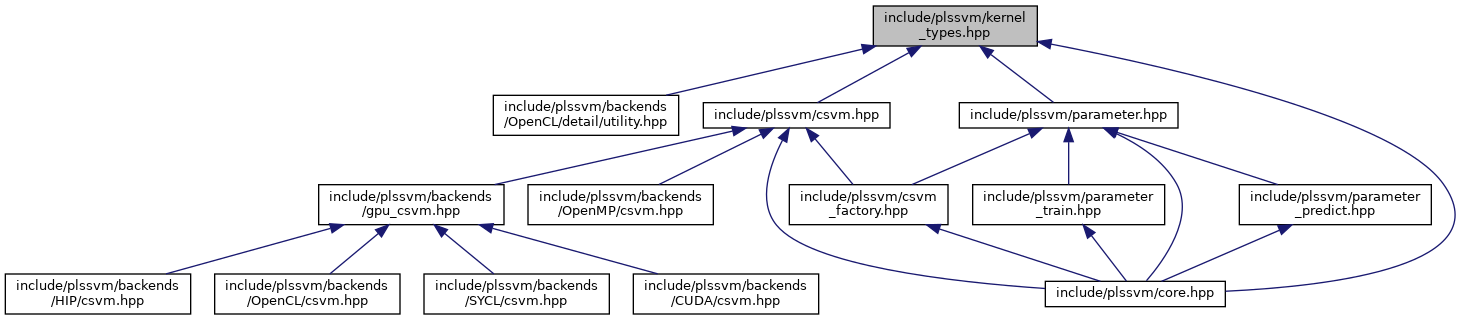 include/plssvm/kernel
_types.hpp
include/plssvm/backends
/OpenCL/detail/utility.hpp
include/plssvm/csvm.hpp
include/plssvm/parameter.hpp
include/plssvm/backends
/gpu_csvm.hpp
include/plssvm/backends
/OpenMP/csvm.hpp
include/plssvm/csvm
_factory.hpp
include/plssvm/parameter
_train.hpp
include/plssvm/parameter
_predict.hpp
include/plssvm/backends
/HIP/csvm.hpp
include/plssvm/backends
/OpenCL/csvm.hpp
include/plssvm/backends
/SYCL/csvm.hpp
include/plssvm/backends
/CUDA/csvm.hpp
include/plssvm/core.hpp